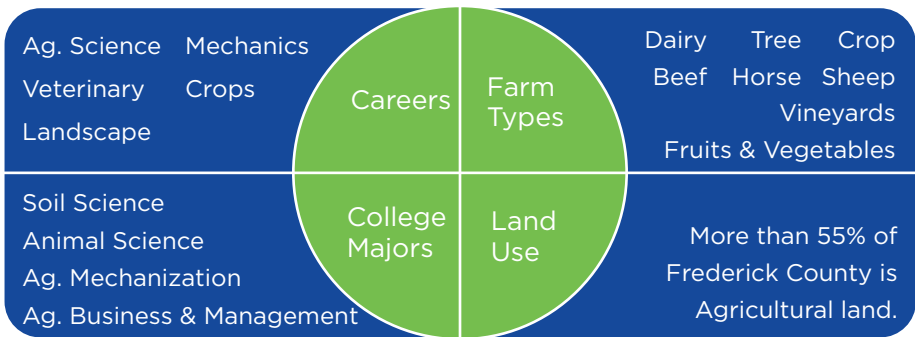 Ag. Science Mechanics
Veterinary Crops
Landscape
Careers
Farm
Types
Dairy Tree Crop
Beef Horse Sheep
Vineyards
Fruits & Vegetables
Soil Science
Animal Science
Ag. Mechanization
Ag. Business & Management
College
Majors
Land
Use
More than 55% of
Frederick County is
Agricultural land.